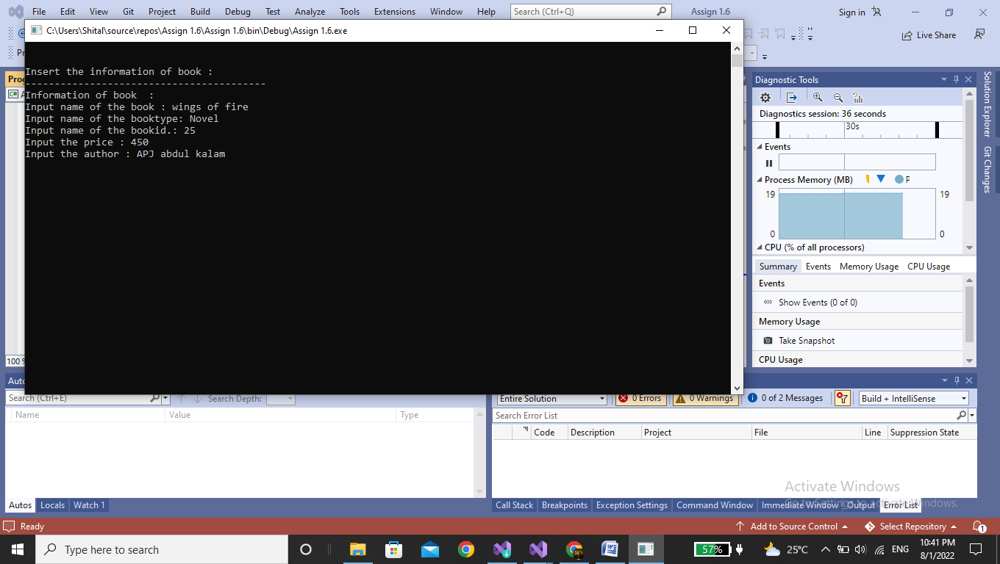 File Edit View Git Project Build Debug Test Analyze Tools Extensions Window Help Search (Ctrl+Q) Assign 1.6 Sign in
C:\Users\Shital\source\repos\Assign 1.6\Assign 1.6\bin\Debug\Assign 1.6.exe
Live Share
Insert the information of book :
-----------------------------------------
Information of book  :
Input name of the book : wings of fire
Input name of the booktype: Novel
Input name of the bookid.: 25
Input the price : 450
Input the author : APJ abdul kalam
Diagnostic Tools
Diagnostics session: 36 seconds
30s
Events
Process Memory (MB) P
19 19
0 0
CPU (% of all processors)
Summary Events Memory Usage CPU Usage
Events
Show Events (0 of 0)
Memory Usage
Take Snapshot
CPU Usage
Solution Explorer
Git Changes
100 %
Search (Ctrl+E) Search Depth:
Name Value Type
Autos Locals Watch 1
Entire Solution 0 Errors 0 Warnings 0 of 2 Messages Build + IntelliSense
Search Error List
Code Description Project File Line Suppression State
Activate Windows
Go to Settings to activate Windows.
Call Stack Breakpoints Exception Settings Command Window Immediate Window Output Error List
Ready Add to Source Control Select Repository 1
Type here to search 57% 25°C ENG 10:41 PM
8/1/2022